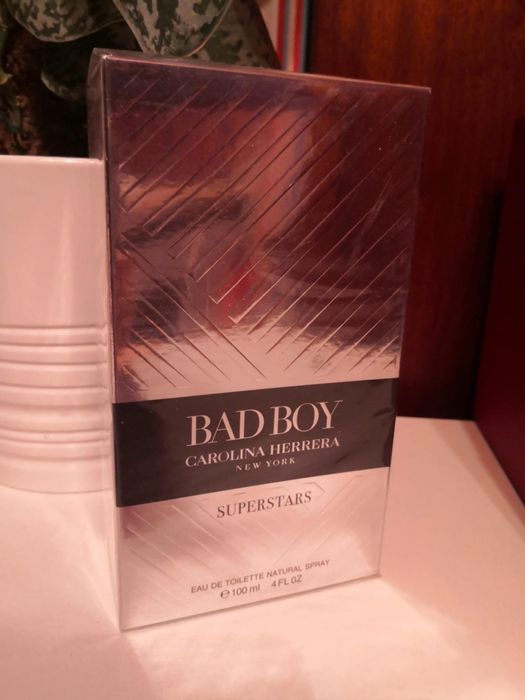 BAD BOY
CAROLINA HERRERA
NEW YORK
SUPERSTARS
EAU DE TOILETTE NATURAL SPRAY
℮ 100 ml 4 FL OZ